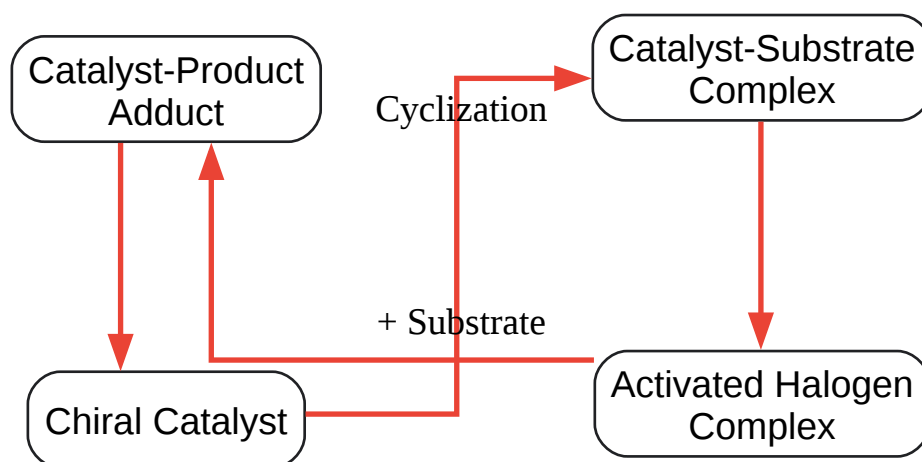 Catalyst-Product
Adduct
Catalyst-Substrate
Complex
Cyclization
+ Substrate
Chiral Catalyst
Activated Halogen
Complex